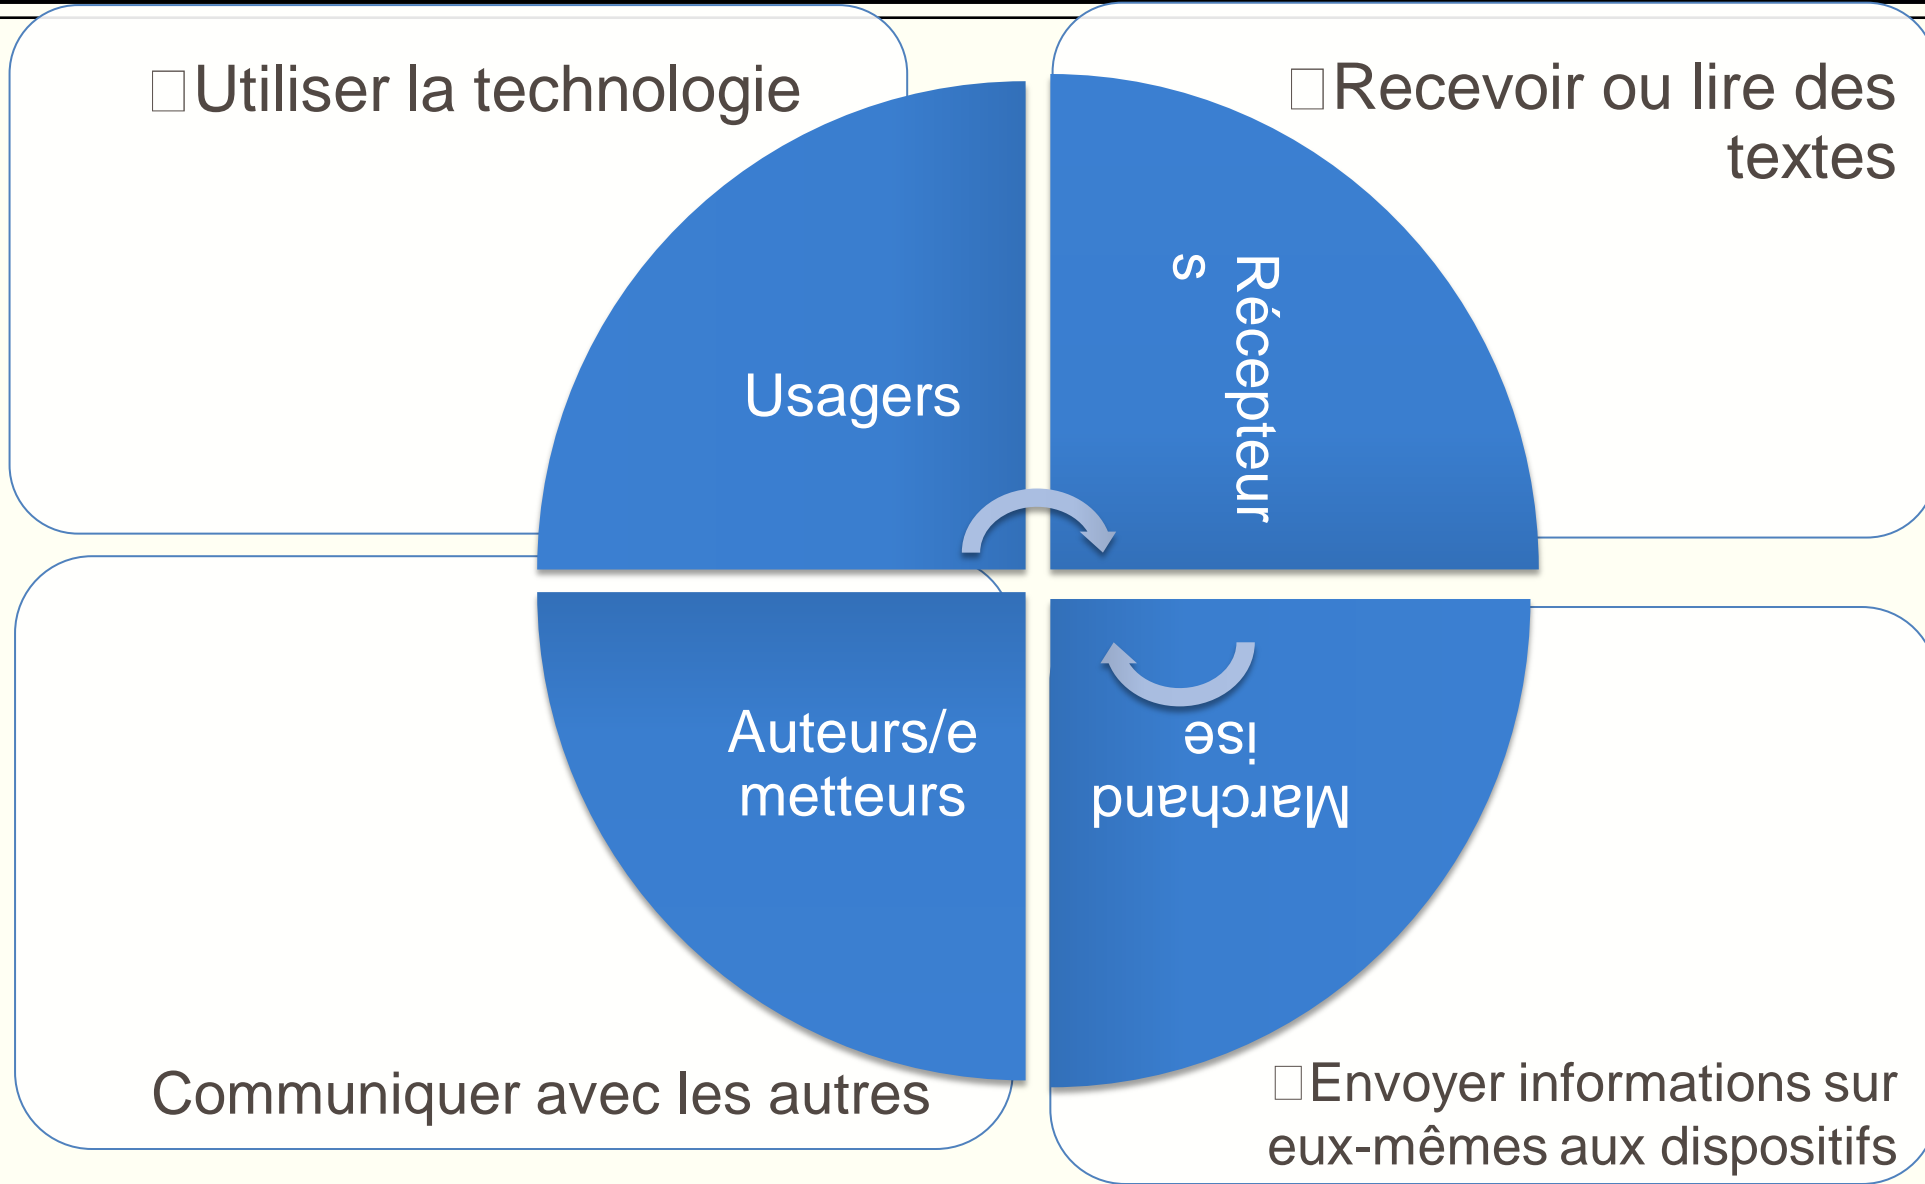 Utiliser la technologie
Recevoir ou lire des
textes
Usagers
Récepteur
s
Auteurs/e
metteurs
Marchand
ise
Communiquer avec les autres
Envoyer informations sur
eux-mêmes aux dispositifs